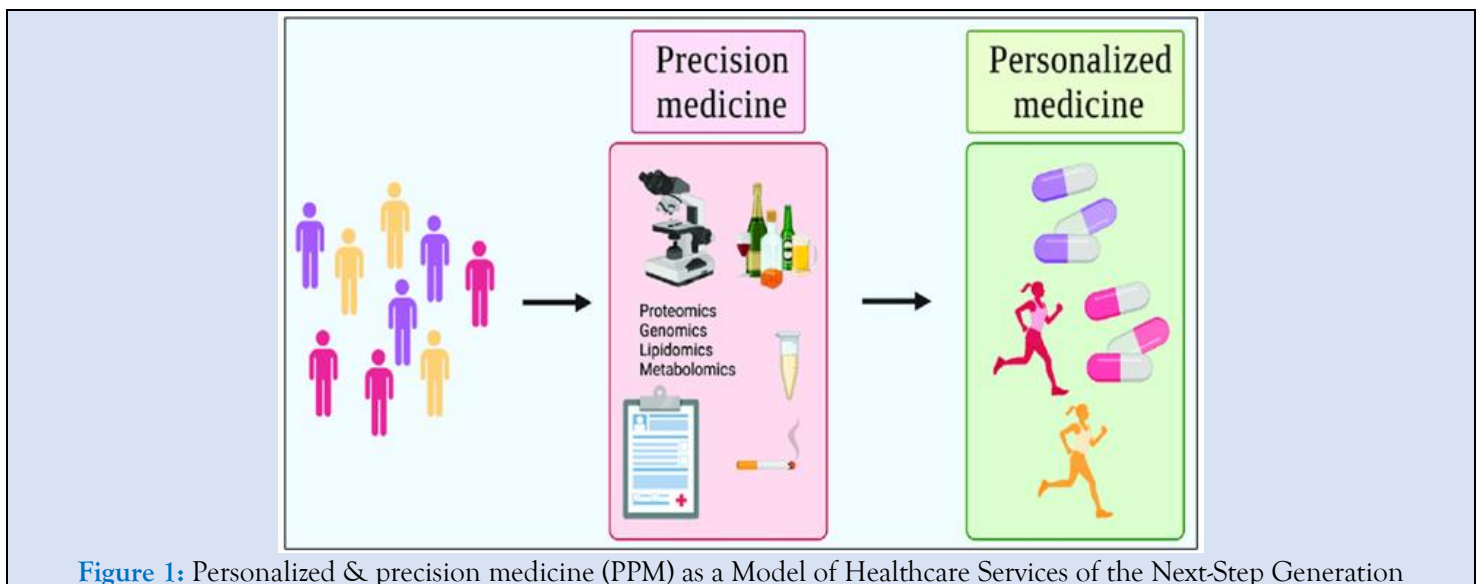 Precision
medicine
Personalized
medicine
Proteomics
Genomics
Lipidomics
Metabolomics
Figure 1: Personalized & precision medicine (PPM) as a Model of Healthcare Services of the Next-Step Generation